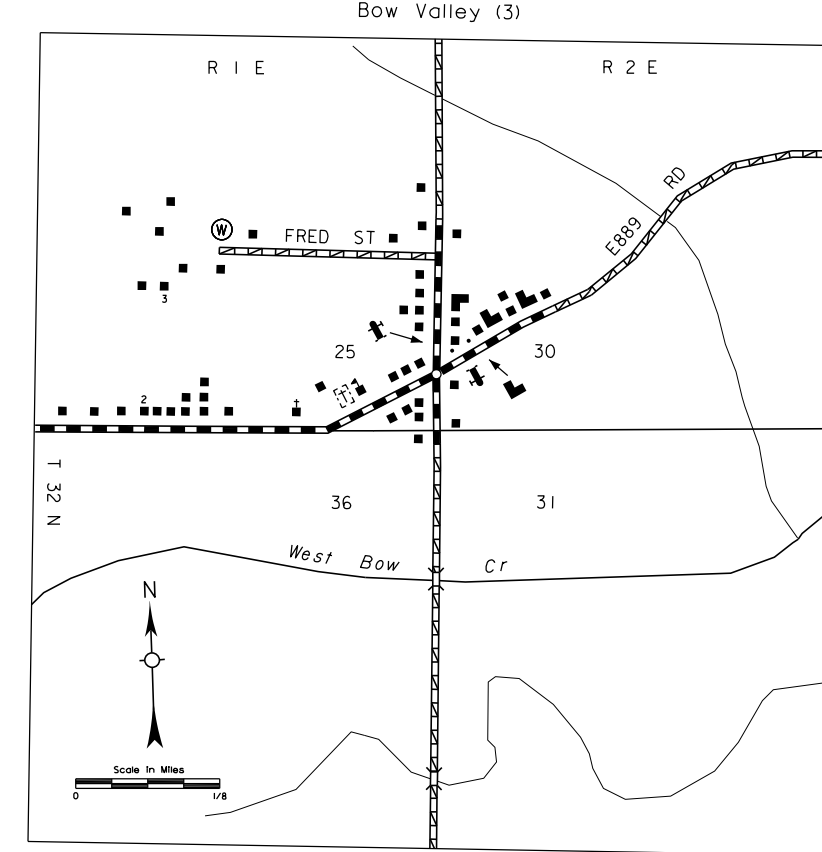 Bow Valley (3)
R 1 E
R 2 E
RD
E889
W
FRED ST
3
25
30
2
T 32 N
36
31
West Bow Cr
N
Scale in Miles
0 1/8